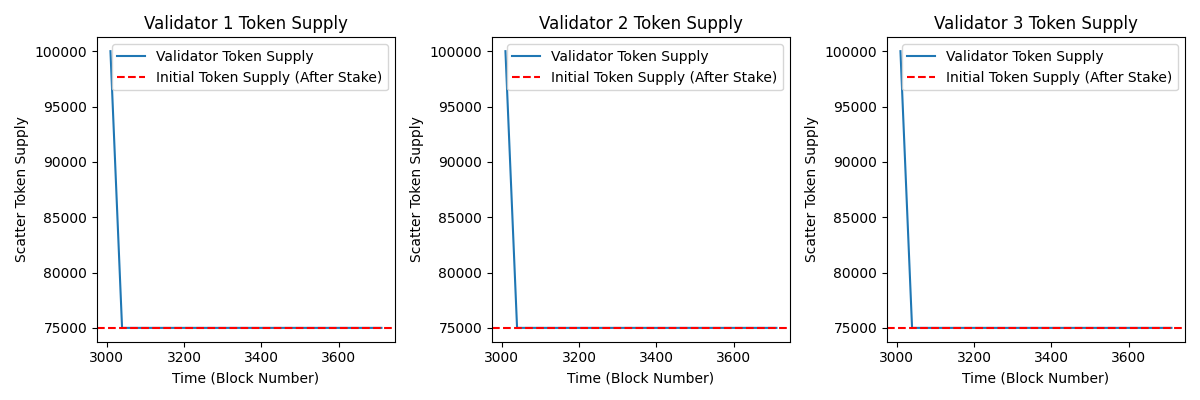 Validator 1 Token Supply
Scatter Token Supply
100000
95000
90000
85000
80000
75000
Validator Token Supply
Initial Token Supply (After Stake)
3000 3200 3400 3600
Time (Block Number)
Validator 2 Token Supply
Scatter Token Supply
100000
95000
90000
85000
80000
75000
Validator Token Supply
Initial Token Supply (After Stake)
3000 3200 3400 3600
Time (Block Number)
Validator 3 Token Supply
Scatter Token Supply
100000
95000
90000
85000
80000
75000
Validator Token Supply
Initial Token Supply (After Stake)
3000 3200 3400 3600
Time (Block Number)